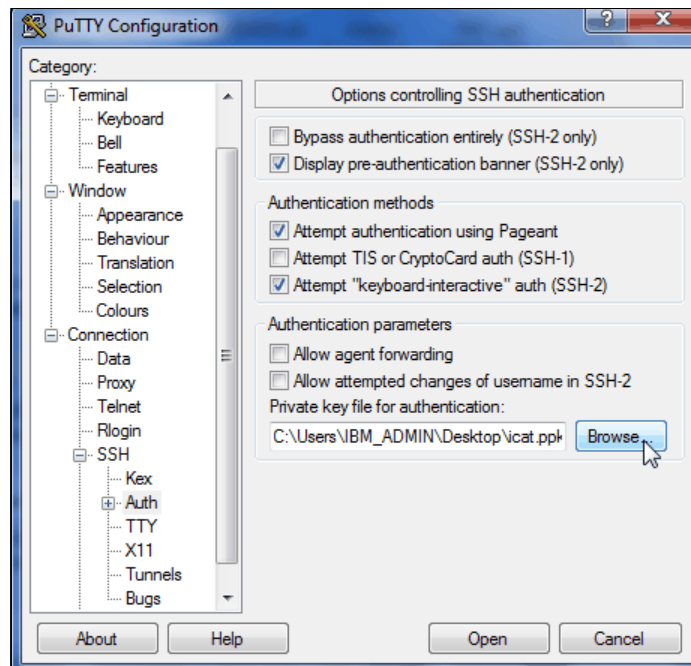 PuTTY Configuration
Category:
Terminal
Keyboard
Bell
Features
Window
Appearance
Behaviour
Translation
Selection
Colours
Connection
Data
Proxy
Telnet
Rlogin
SSH
Kex
Auth
TTY
X11
Tunnels
Bugs
Options controlling SSH authentication
Bypass authentication entirely (SSH-2 only)
Display pre-authentication banner (SSH-2 only)
Authentication methods
Attempt authentication using Pageant
Attempt TIS or CryptoCard auth (SSH-1)
Attempt "keyboard-interactive" auth (SSH-2)
Authentication parameters
Allow agent forwarding
Allow attempted changes of username in SSH-2
Private key file for authentication:
C:\Users\IBM_ADMIN\Desktop\icat.ppk
Browse...
About
Help
Open
Cancel